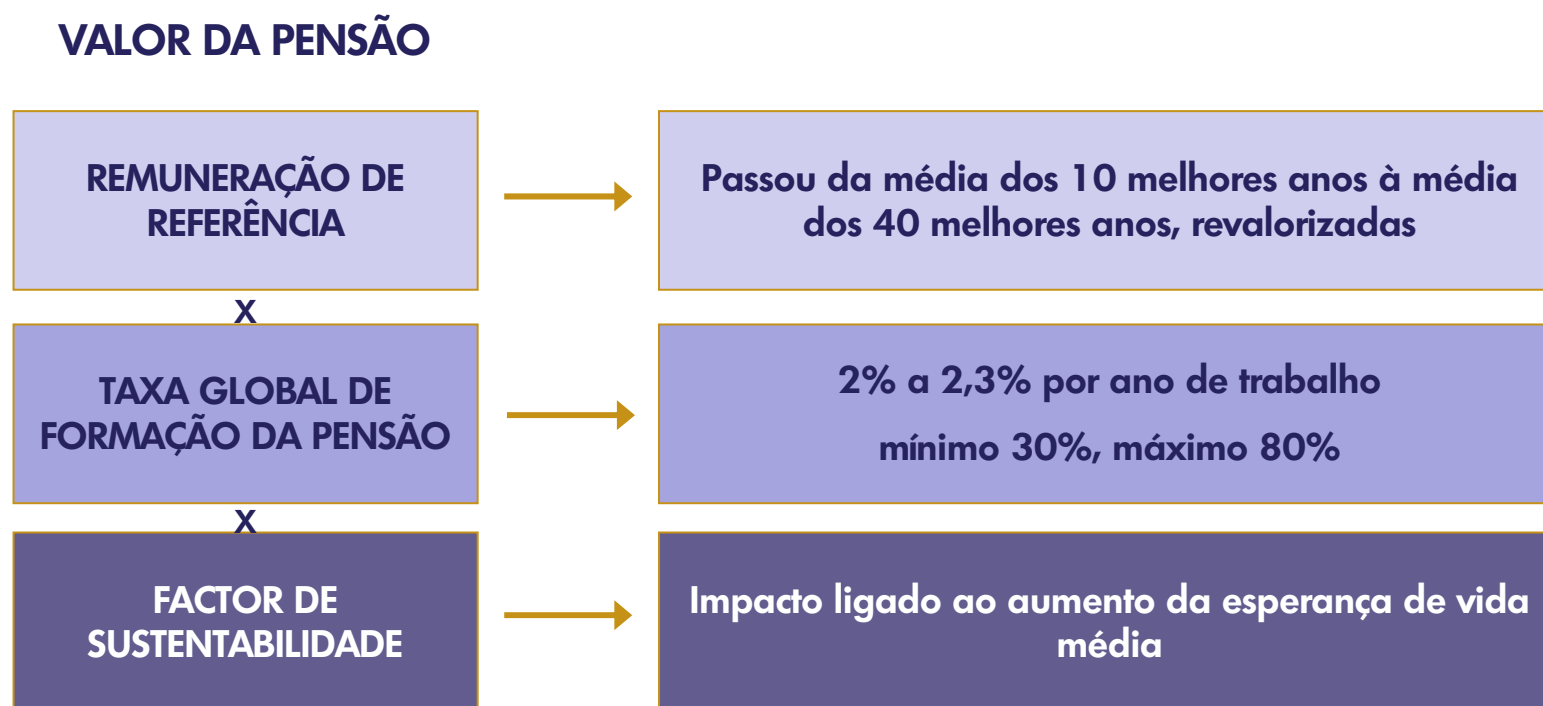 VALOR DA PENSÃO
REMUNERAÇÃO DE
REFERÊNCIA
Passou da média dos 10 melhores anos à média
dos 40 melhores anos, revalorizadas
X
TAXA GLOBAL DE
FORMAÇÃO DA PENSÃO
2% a 2,3% por ano de trabalho
mínimo 30%, máximo 80%
X
FACTOR DE
SUSTENTABILIDADE
Impacto ligado ao aumento da esperança de vida
média